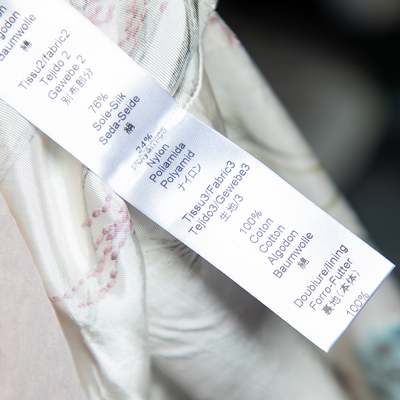 Algodon
Baumwolle
綿
Tissu2/fabric2
Tejido 2
Gewebe 2
別布部分
76%
Soie-Silk
Seda-Seide
絹
24%
Nylon
Poliamida
Polyamid
ナイロン
Tissu3/Fabric3
Tejido3/Gewebe3
生地/3
100%
Coton
Cotton
Algodon
Baumwolle
綿
Doublure/lining
Forro-Futter
裏地(本体)
100%